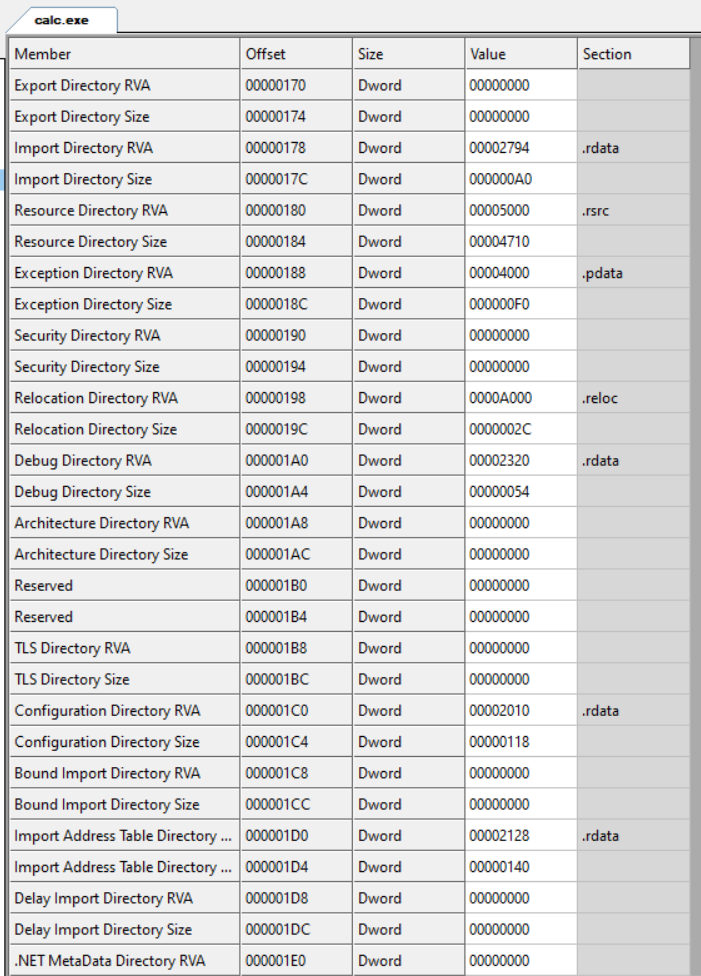 calc.exe
Member Offset Size Value Section
Export Directory RVA 00000170 Dword 00000000
Export Directory Size 00000174 Dword 00000000
Import Directory RVA 00000178 Dword 00002794 .rdata
Import Directory Size 0000017C Dword 000000A0
Resource Directory RVA 00000180 Dword 00005000 .rsrc
Resource Directory Size 00000184 Dword 00004710
Exception Directory RVA 00000188 Dword 00004000 .pdata
Exception Directory Size 0000018C Dword 000000F0
Security Directory RVA 00000190 Dword 00000000
Security Directory Size 00000194 Dword 00000000
Relocation Directory RVA 00000198 Dword 0000A000 .reloc
Relocation Directory Size 0000019C Dword 0000002C
Debug Directory RVA 000001A0 Dword 00002320 .rdata
Debug Directory Size 000001A4 Dword 00000054
Architecture Directory RVA 000001A8 Dword 00000000
Architecture Directory Size 000001AC Dword 00000000
Reserved 000001B0 Dword 00000000
Reserved 000001B4 Dword 00000000
TLS Directory RVA 000001B8 Dword 00000000
TLS Directory Size 000001BC Dword 00000000
Configuration Directory RVA 000001C0 Dword 00002010 .rdata
Configuration Directory Size 000001C4 Dword 00000118
Bound Import Directory RVA 000001C8 Dword 00000000
Bound Import Directory Size 000001CC Dword 00000000
Import Address Table Directory ... 000001D0 Dword 00002128 .rdata
Import Address Table Directory ... 000001D4 Dword 00000140
Delay Import Directory RVA 000001D8 Dword 00000000
Delay Import Directory Size 000001DC Dword 00000000
.NET MetaData Directory RVA 000001E0 Dword 00000000